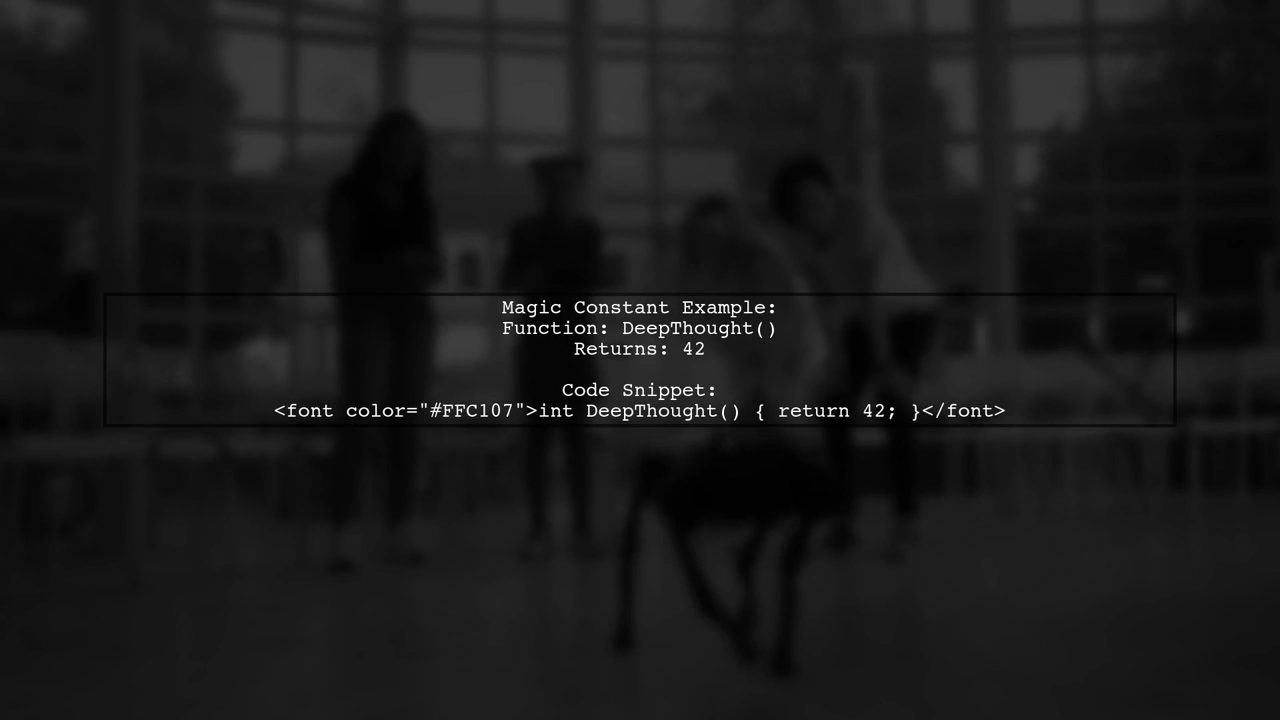 Magic Constant Example:
Function: DeepThought()
Returns: 42
Code Snippet:
<font color="#FFC107">int DeepThought() { return 42; }</font>